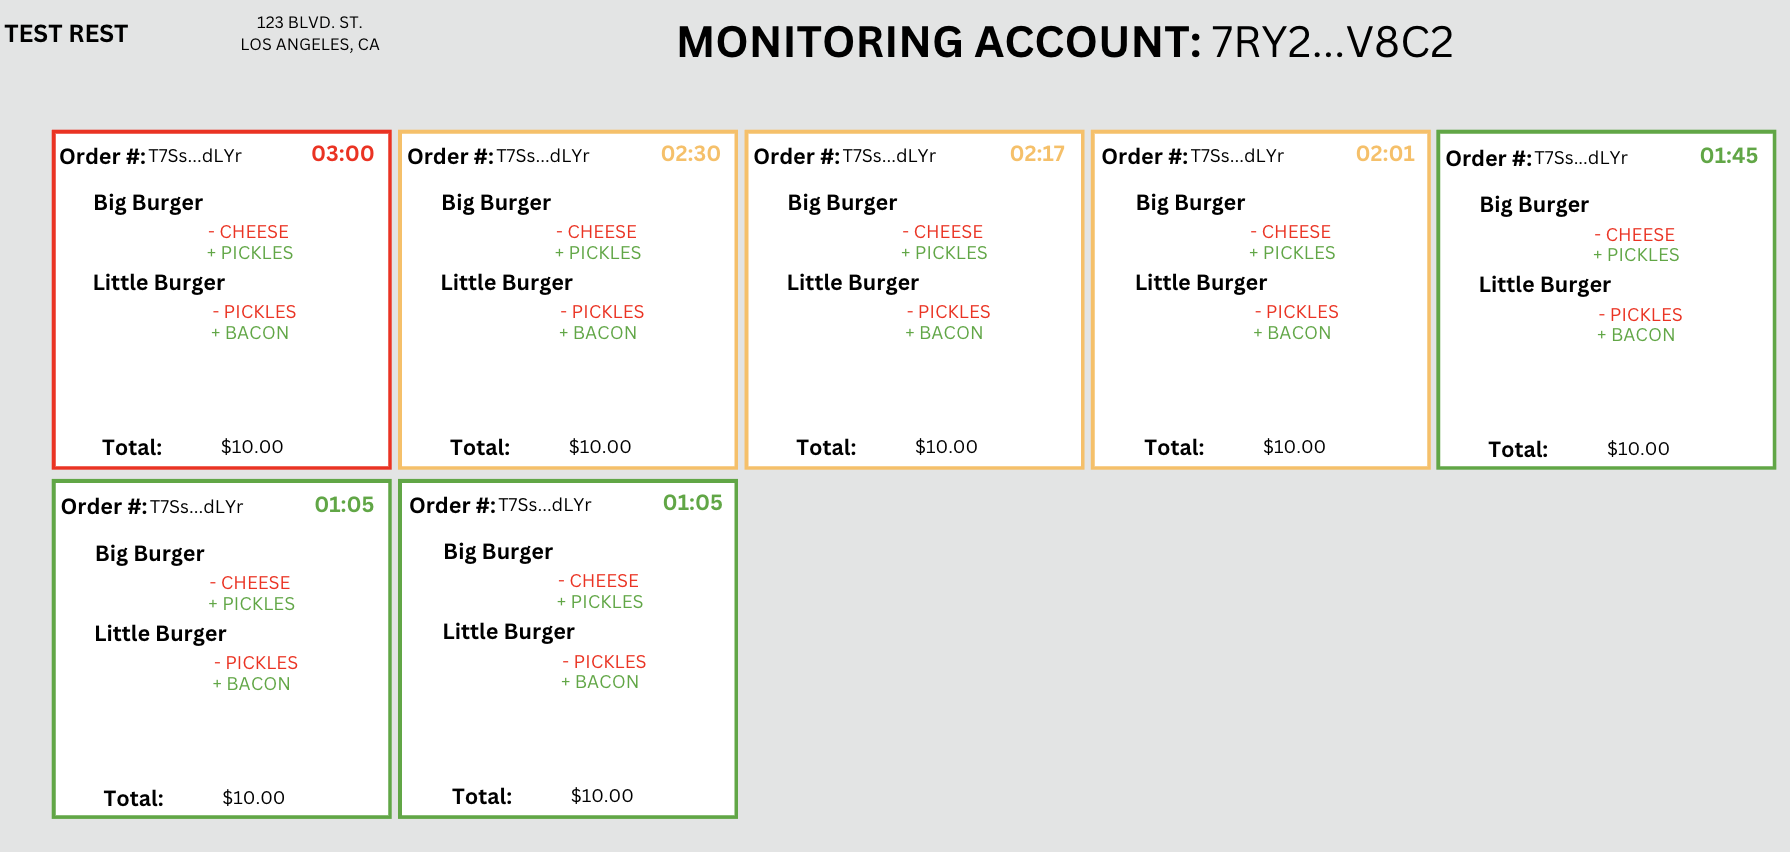 TEST REST
123 BLVD. ST.
LOS ANGELES, CA
MONITORING ACCOUNT: 7RY2...V8C2
Order #: T7Ss...dLYr 03:00
Big Burger
- CHEESE
+ PICKLES
Little Burger
- PICKLES
+ BACON
Total: $10.00
Order #: T7Ss...dLYr 02:30
Big Burger
- CHEESE
+ PICKLES
Little Burger
- PICKLES
+ BACON
Total: $10.00
Order #: T7Ss...dLYr 02:17
Big Burger
- CHEESE
+ PICKLES
Little Burger
- PICKLES
+ BACON
Total: $10.00
Order #: T7Ss...dLYr 02:01
Big Burger
- CHEESE
+ PICKLES
Little Burger
- PICKLES
+ BACON
Total: $10.00
Order #: T7Ss...dLYr 01:45
Big Burger
- CHEESE
+ PICKLES
Little Burger
- PICKLES
+ BACON
Total: $10.00
Order #: T7Ss...dLYr 01:05
Big Burger
- CHEESE
+ PICKLES
Little Burger
- PICKLES
+ BACON
Total: $10.00
Order #: T7Ss...dLYr 01:05
Big Burger
- CHEESE
+ PICKLES
Little Burger
- PICKLES
+ BACON
Total: $10.00